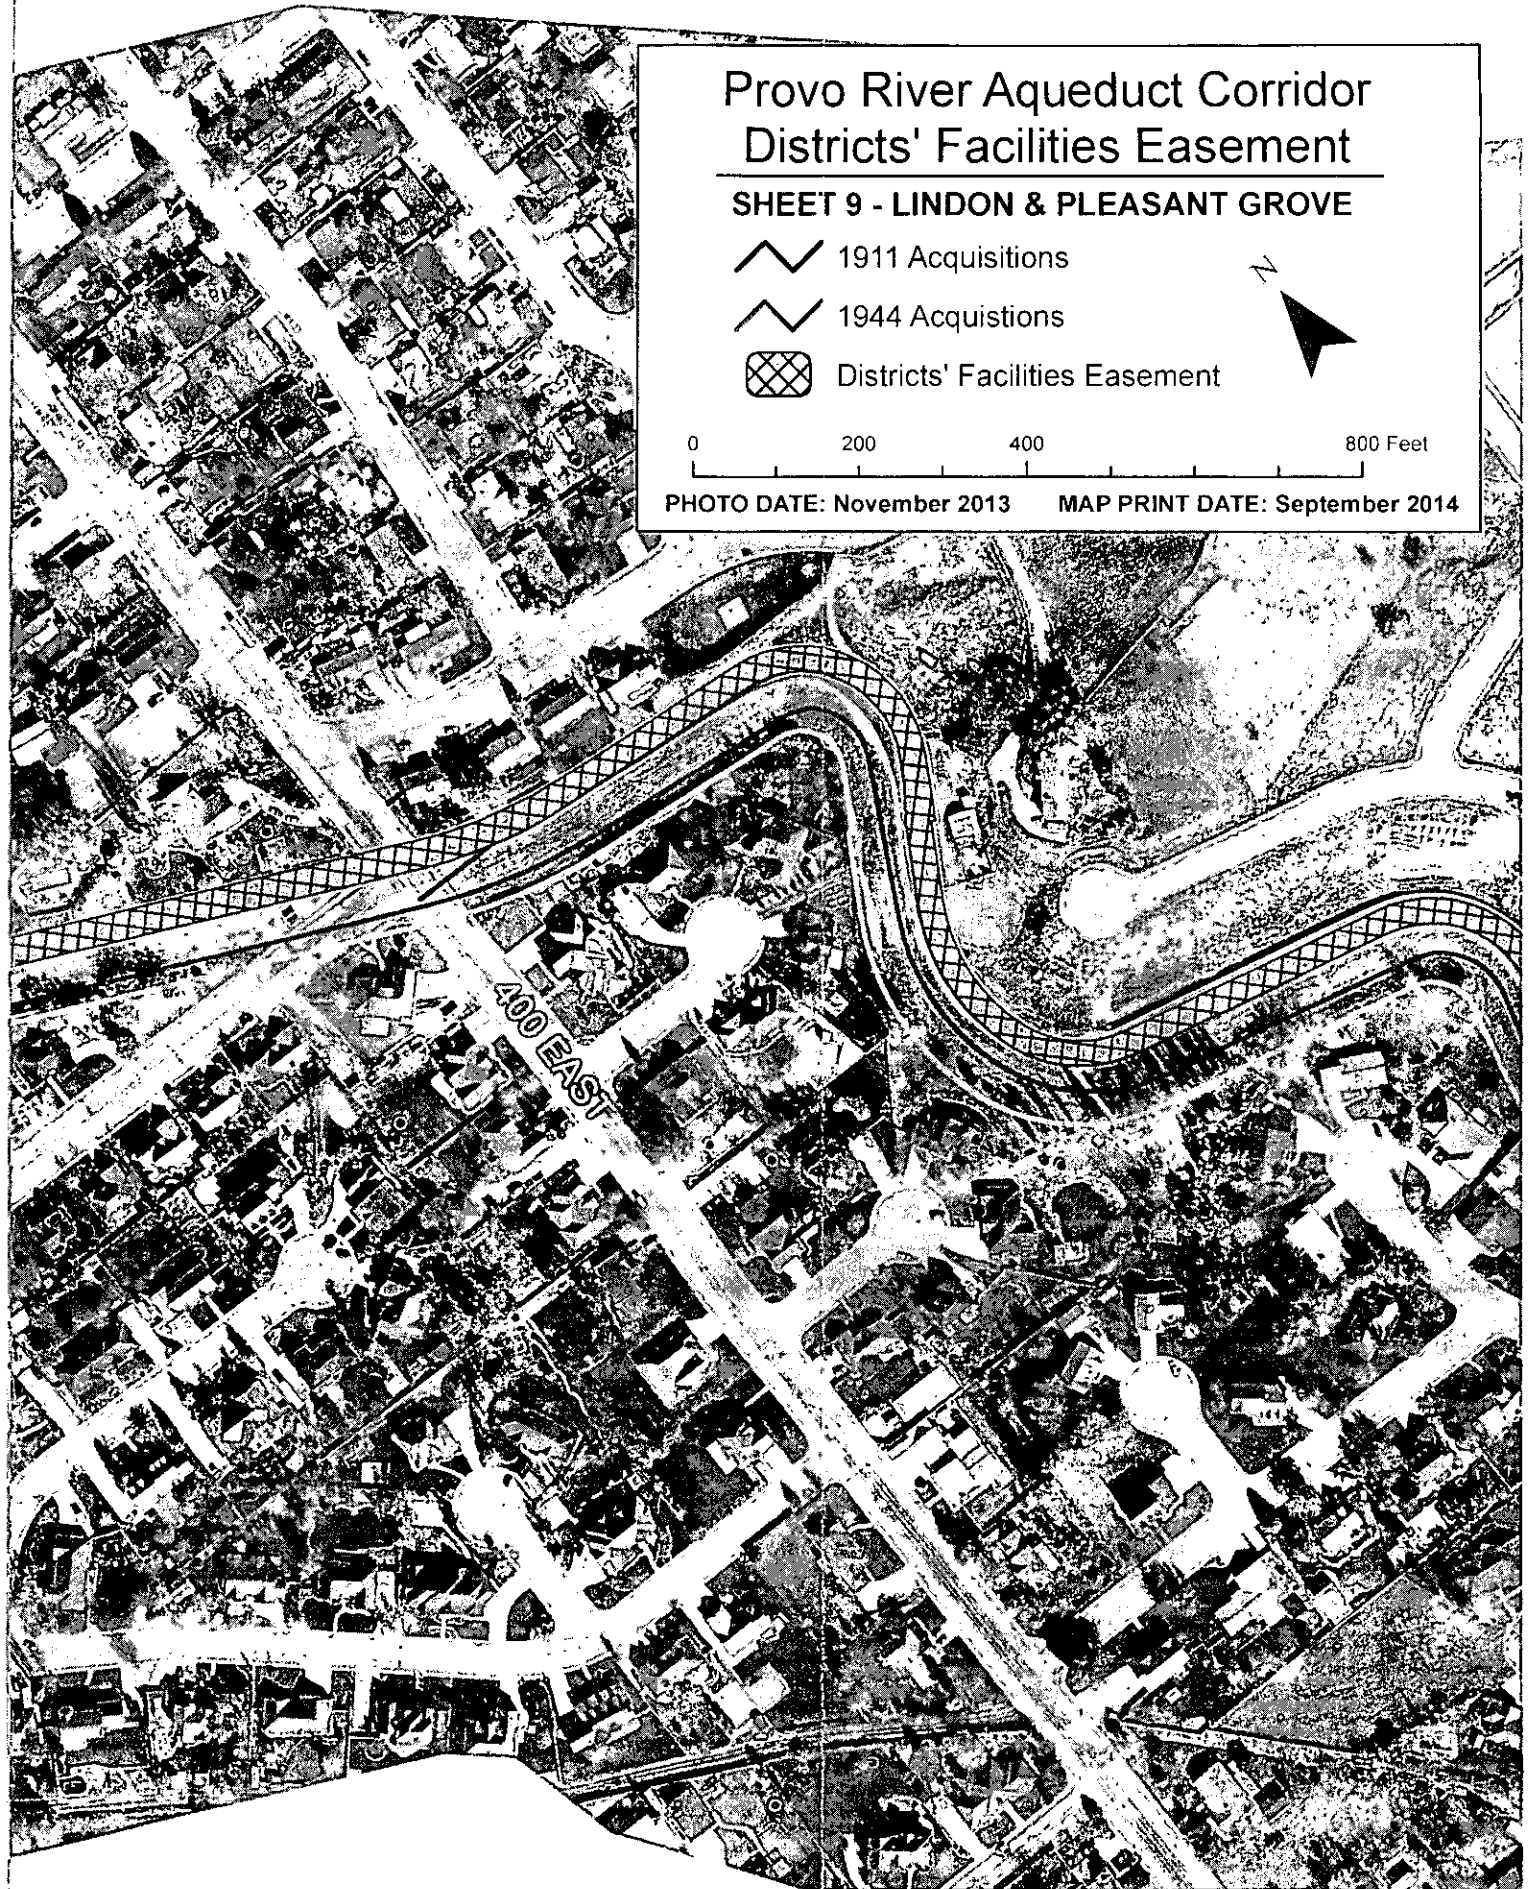 Provo River Aqueduct Corridor
Districts' Facilities Easement
SHEET 9 - LINDON & PLEASANT GROVE
1911 Acquisitions
N
1944 Acquistions
Districts' Facilities Easement
0 200 400 800 Feet
PHOTO DATE: November 2013 MAP PRINT DATE: September 2014
400 EAST